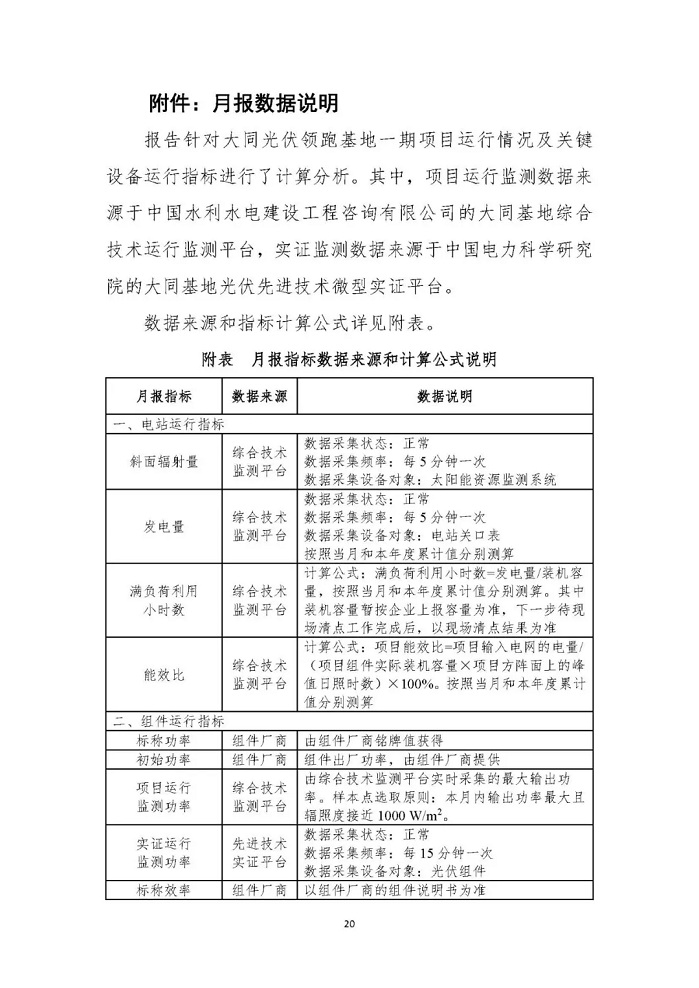 附件：月报数据说明
报告针对大同光伏领跑基地一期项目运行情况及关键
设备运行指标进行了计算分析。其中，项目运行监测数据来
源于中国水利水电建设工程咨询有限公司的大同基地综合
技术运行监测平台，实证监测数据来源于中国电力科学研究
院的大同基地光伏先进技术微型实证平台。
数据来源和指标计算公式详见附表。
附表　月报指标数据来源和计算公式说明
月报指标 数据来源 数据说明
一、电站运行指标
斜面辐射量
综合技术
监测平台
数据采集状态：正常
数据采集频率：每 5 分钟一次
数据采集设备对象：太阳能资源监测系统
发电量
综合技术
监测平台
数据采集状态：正常
数据采集频率：每 5 分钟一次
数据采集设备对象：电站关口表
按照当月和本年度累计值分别测算
满负荷利用
小时数
综合技术
监测平台
计算公式：满负荷利用小时数=发电量/装机容
量，按照当月和本年度累计值分别测算。其中
装机容量暂按企业上报容量为准，下一步待现
场清点工作完成后，以现场清点结果为准
能效比
综合技术
监测平台
计算公式：项目能效比=项目输入电网的电量/
（项目组件实际装机容量×项目方阵面上的峰
值日照时数）×100%。按照当月和本年度累计
值分别测算
二、组件运行指标
标称功率 组件厂商 由组件厂商铭牌值获得
初始功率 组件厂商 组件出厂功率，由组件厂商提供
项目运行
监测功率
综合技术
监测平台
由综合技术监测平台实时采集的最大输出功
率。样本点选取原则：本月内输出功率最大且
辐照度接近 1000 W/m²。
实证运行
监测功率
先进技术
实证平台
数据采集状态：正常
数据采集频率：每 15 分钟一次
数据采集设备对象：光伏组件
标称效率 组件厂商 以组件厂商的组件说明书为准
20